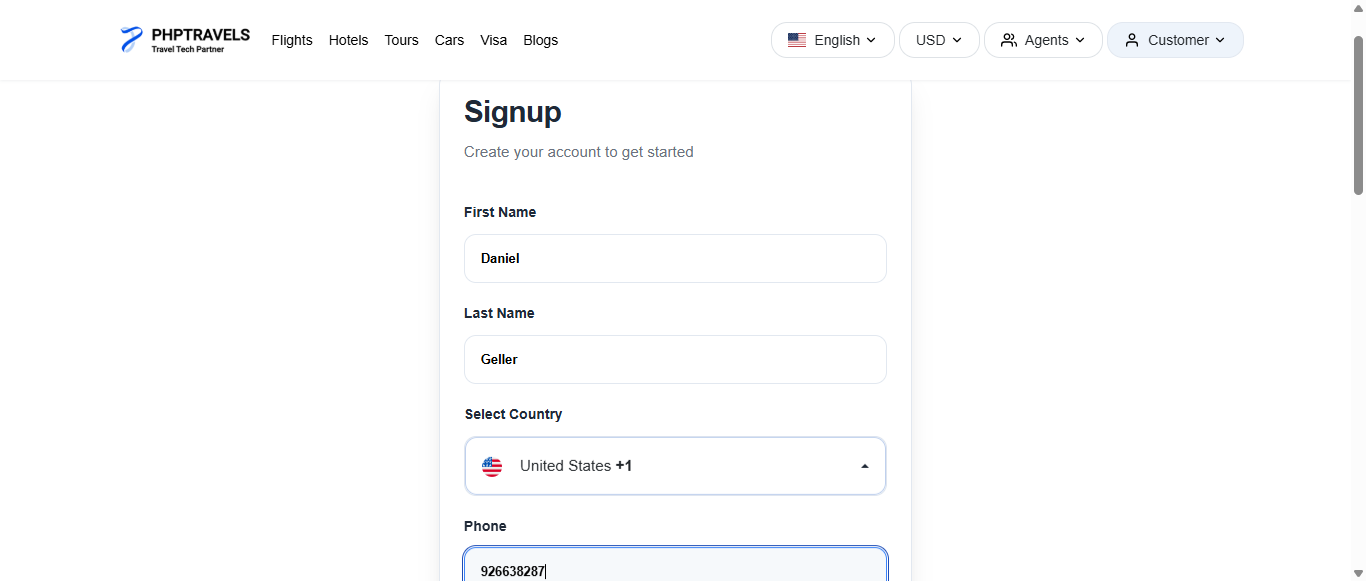 PHPTRAVELS
Travel Tech Partner
Flights Hotels Tours Cars Visa Blogs
English USD Agents Customer
Signup
Create your account to get started
First Name
Daniel
Last Name
Geller
Select Country
United States +1
Phone
926638287